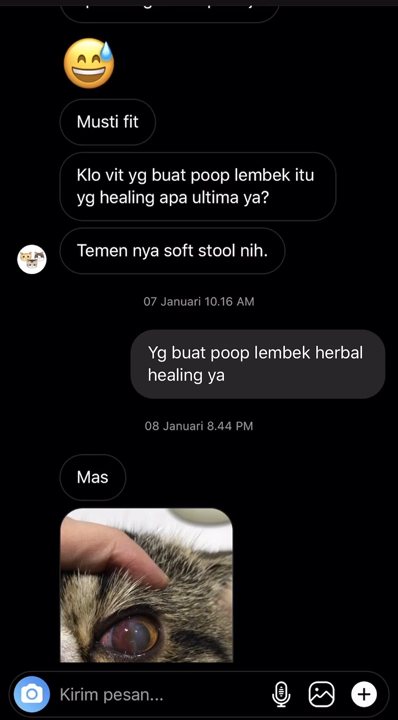 Musti fit
Klo vit yg buat poop lembek itu
yg healing apa ultima ya?
Temen nya soft stool nih.
07 Januari 10.16 AM
Yg buat poop lembek herbal
healing ya
08 Januari 8.44 PM
Mas
Kirim pesan...